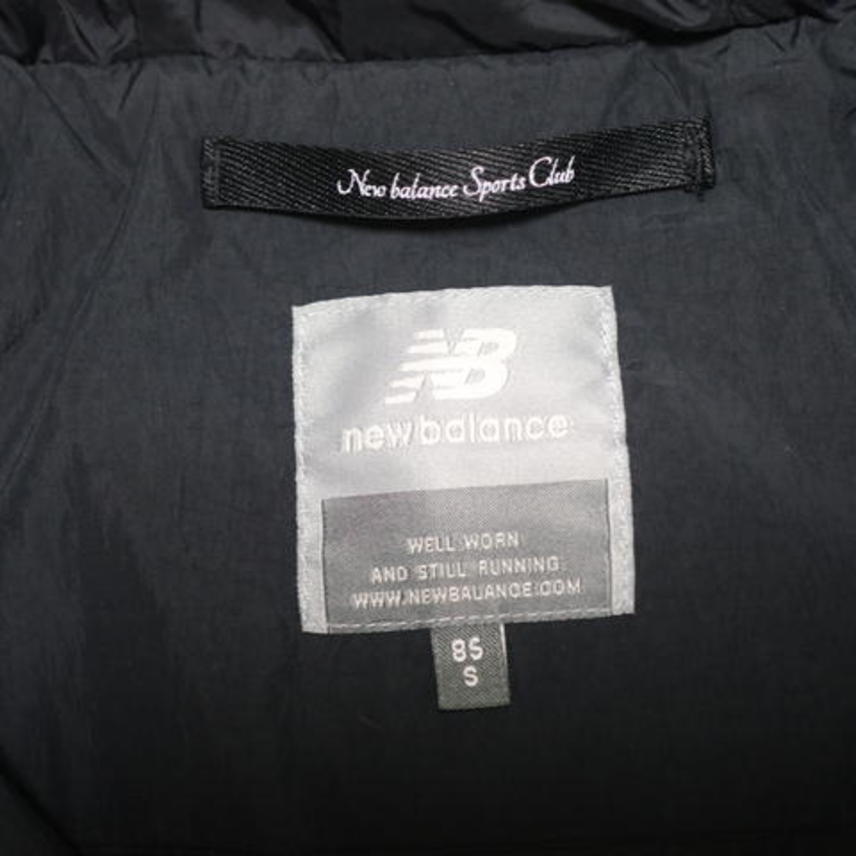 New balance Sports Club
NB
newbalance
WELL WORN
AND STILL RUNNING
WWW.NEWBALANCE.COM
85
S